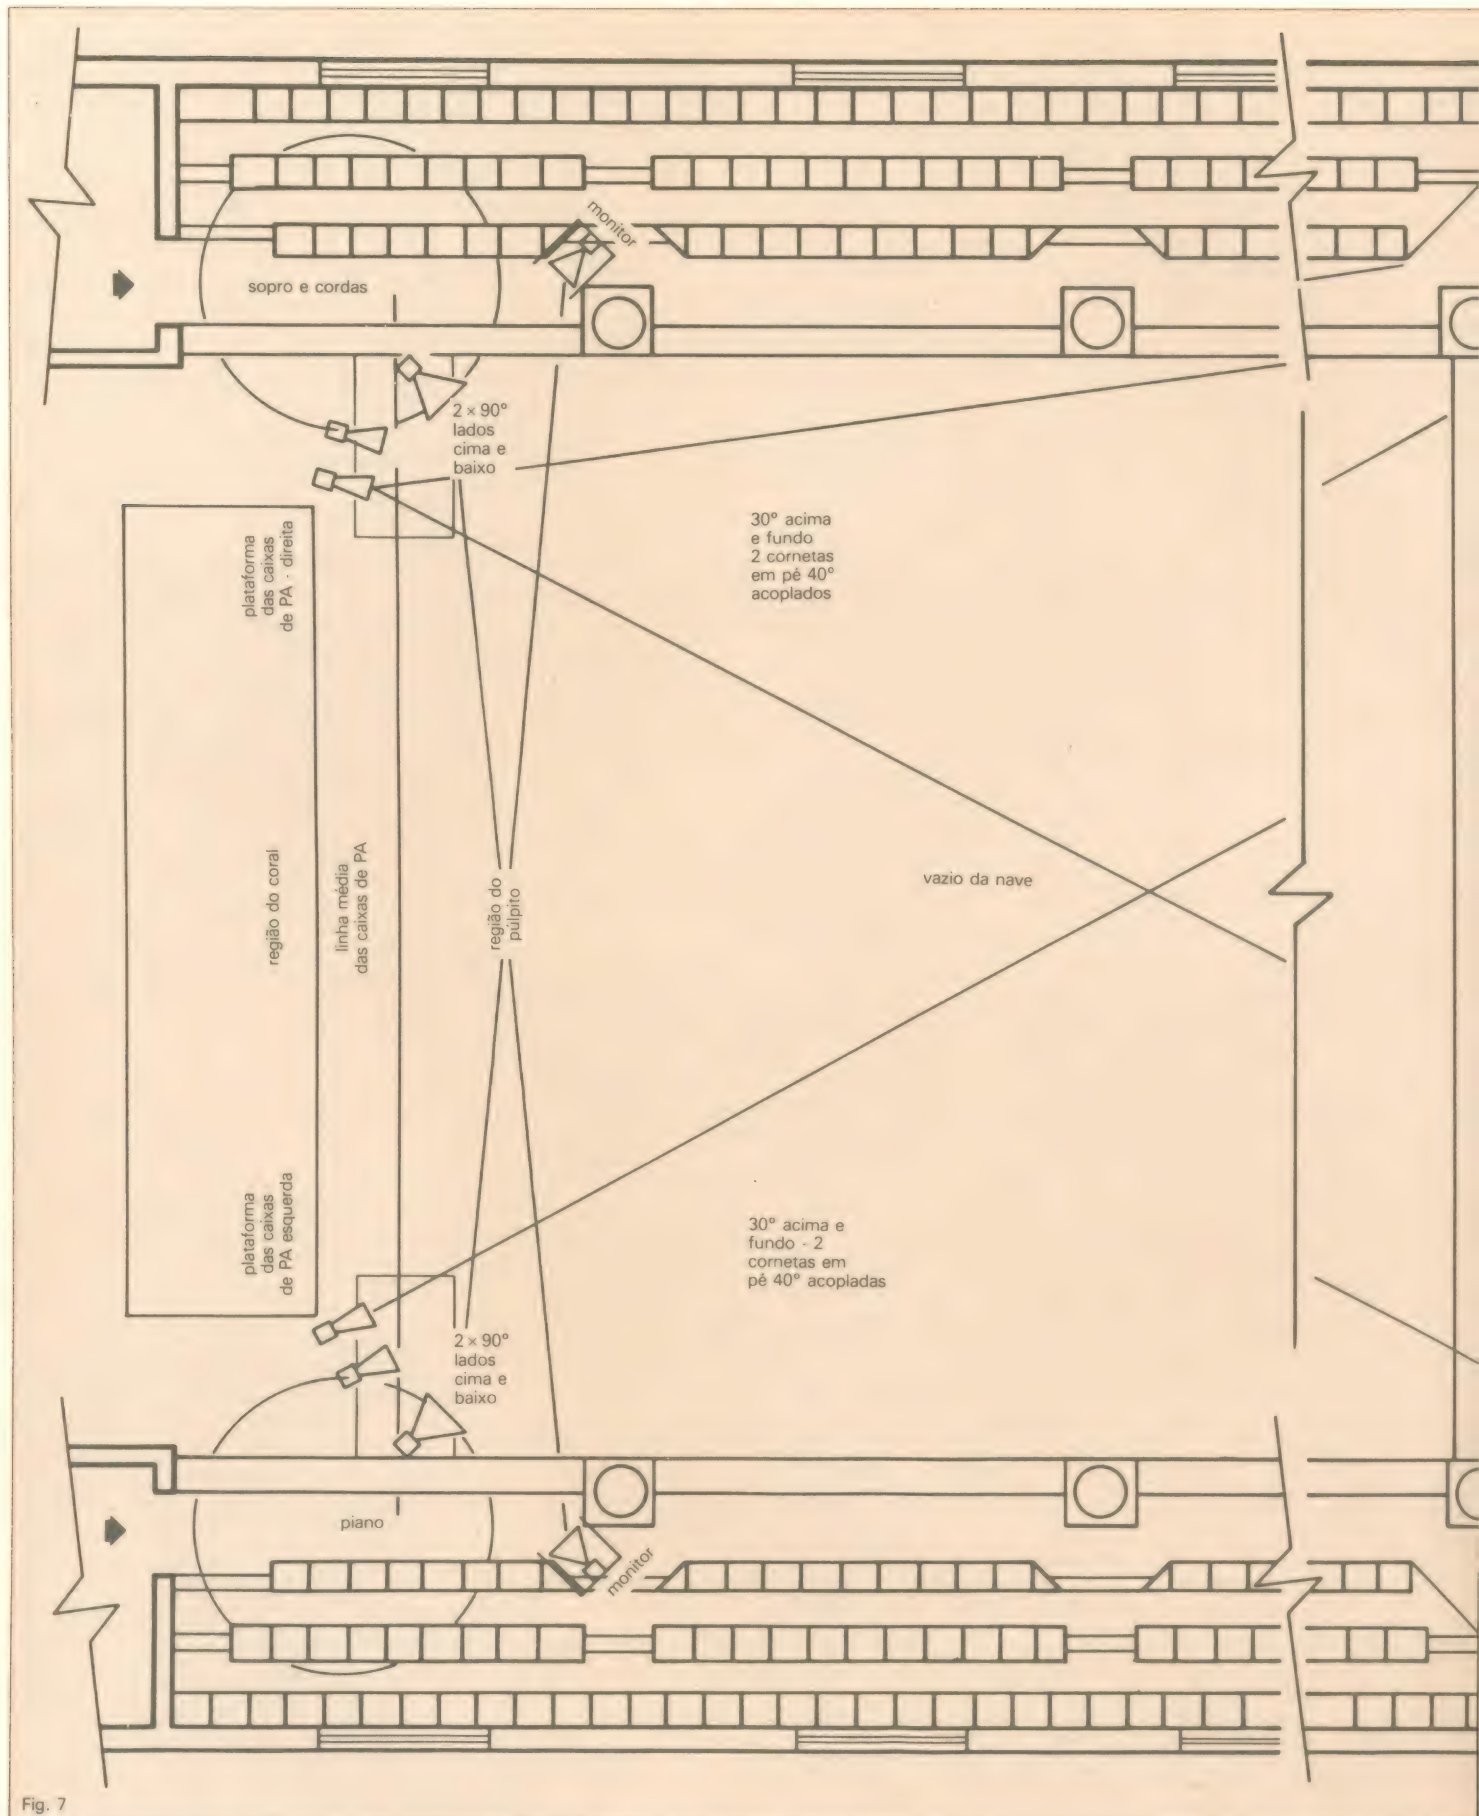 monitor
sopro e cordas
2 × 90°
lados
cima e
baixo
plataforma
das caixas
de PA - direita
30° acima
e fundo
2 cornetas
em pé 40°
acoplados
região do coral
linha média
das caixas de PA
região do
púlpito
vazio da nave
plataforma
das caixas
de PA esquerda
30° acima e
fundo - 2
cornetas em
pé 40° acopladas
2 × 90°
lados
cima e
baixo
piano
monitor
Fig. 7